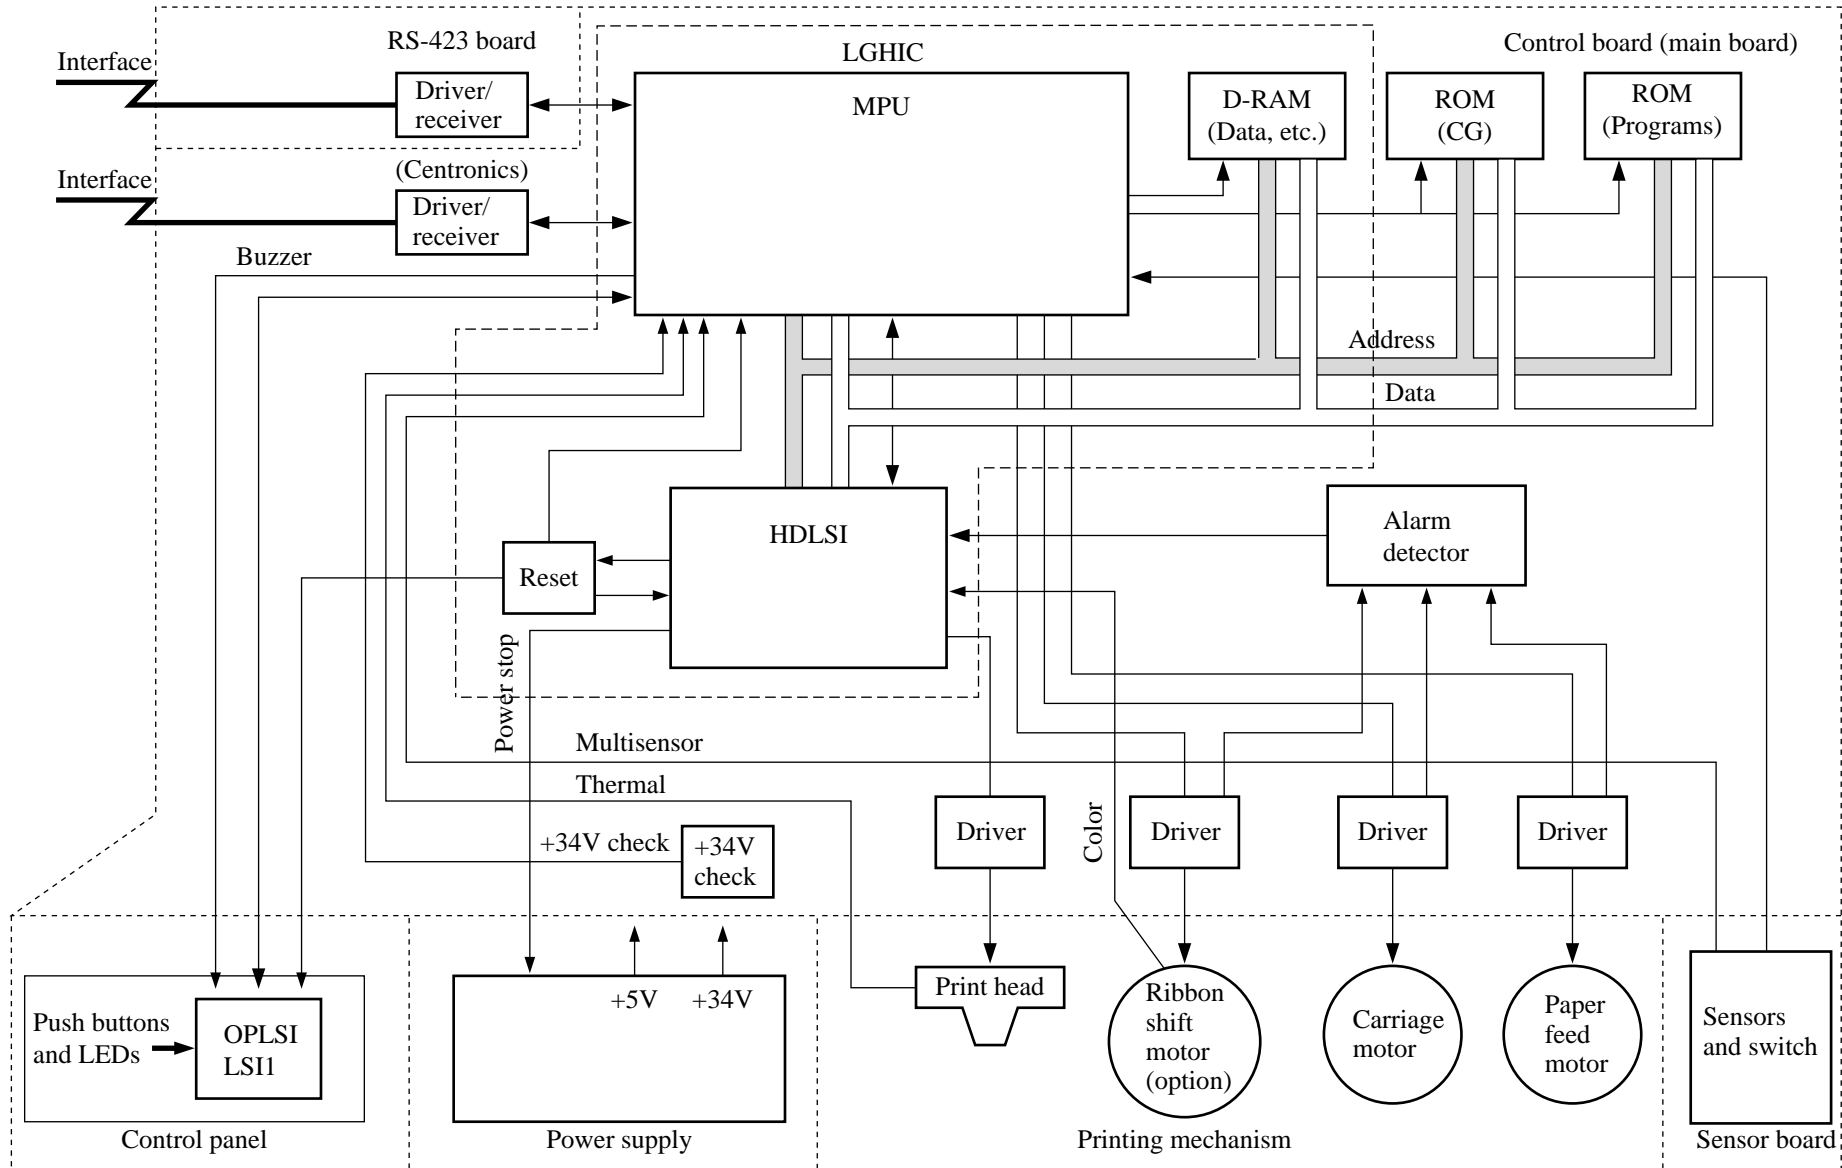 RS-423 board
LGHIC
Control board (main board)
Interface
Driver/
receiver
MPU
D-RAM
(Data, etc.)
ROM
(CG)
ROM
(Programs)
Interface
(Centronics)
Driver/
receiver
Buzzer
Address
Data
HDLSI
Alarm
detector
Reset
Power stop
Multisensor
Thermal
+34V check
+34V
check
Driver
Color
Driver
Driver
Driver
Push buttons
and LEDs
OPLSI
LSI1
Control panel
+5V
+34V
Power supply
Print head
Ribbon
shift
motor
(option)
Carriage
motor
Paper
feed
motor
Printing mechanism
Sensors
and switch
Sensor board